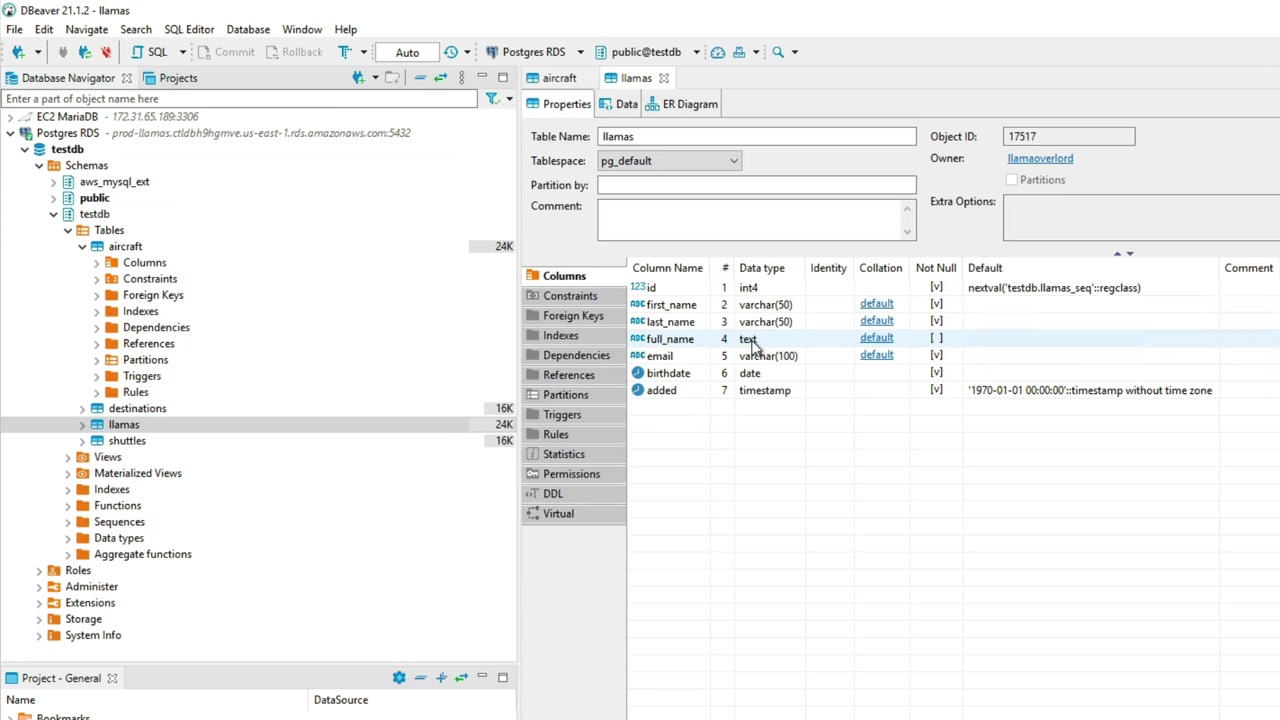 DBeaver 21.1.2 - llamas
File Edit Navigate Search SQL Editor Database Window Help
SQL Commit Rollback Auto Postgres RDS public@testdb
Database Navigator Projects
Enter a part of object name here
EC2 MariaDB - 172.31.65.189:3306
Postgres RDS - prod-llamas.ctldbh9hgmve.us-east-1.rds.amazonaws.com:5432
testdb
Schemas
aws_mysql_ext
public
testdb
Tables
aircraft 24K
Columns
Constraints
Foreign Keys
Indexes
Dependencies
References
Partitions
Triggers
Rules
destinations 16K
llamas 24K
shuttles 16K
Views
Materialized Views
Indexes
Functions
Sequences
Data types
Aggregate functions
Roles
Administer
Extensions
Storage
System Info
Project - General
Name DataSource
Bookmarks
aircraft llamas
Properties Data ER Diagram
Table Name: llamas Object ID: 17517
Tablespace: pg_default Owner: llamaoverlord
Partition by: Partitions
Comment: Extra Options:
Columns
Constraints
Foreign Keys
Indexes
Dependencies
References
Partitions
Triggers
Rules
Statistics
Permissions
DDL
Virtual
Column Name # Data type Identity Collation Not Null Default Comment
123 id 1 int4 [v] nextval('testdb.llamas_seq'::regclass)
ABC first_name 2 varchar(50) default [v]
ABC last_name 3 varchar(50) default [v]
ABC full_name 4 text default [ ]
ABC email 5 varchar(100) default [v]
birthdate 6 date [v]
added 7 timestamp [v] '1970-01-01 00:00:00'::timestamp without time zone